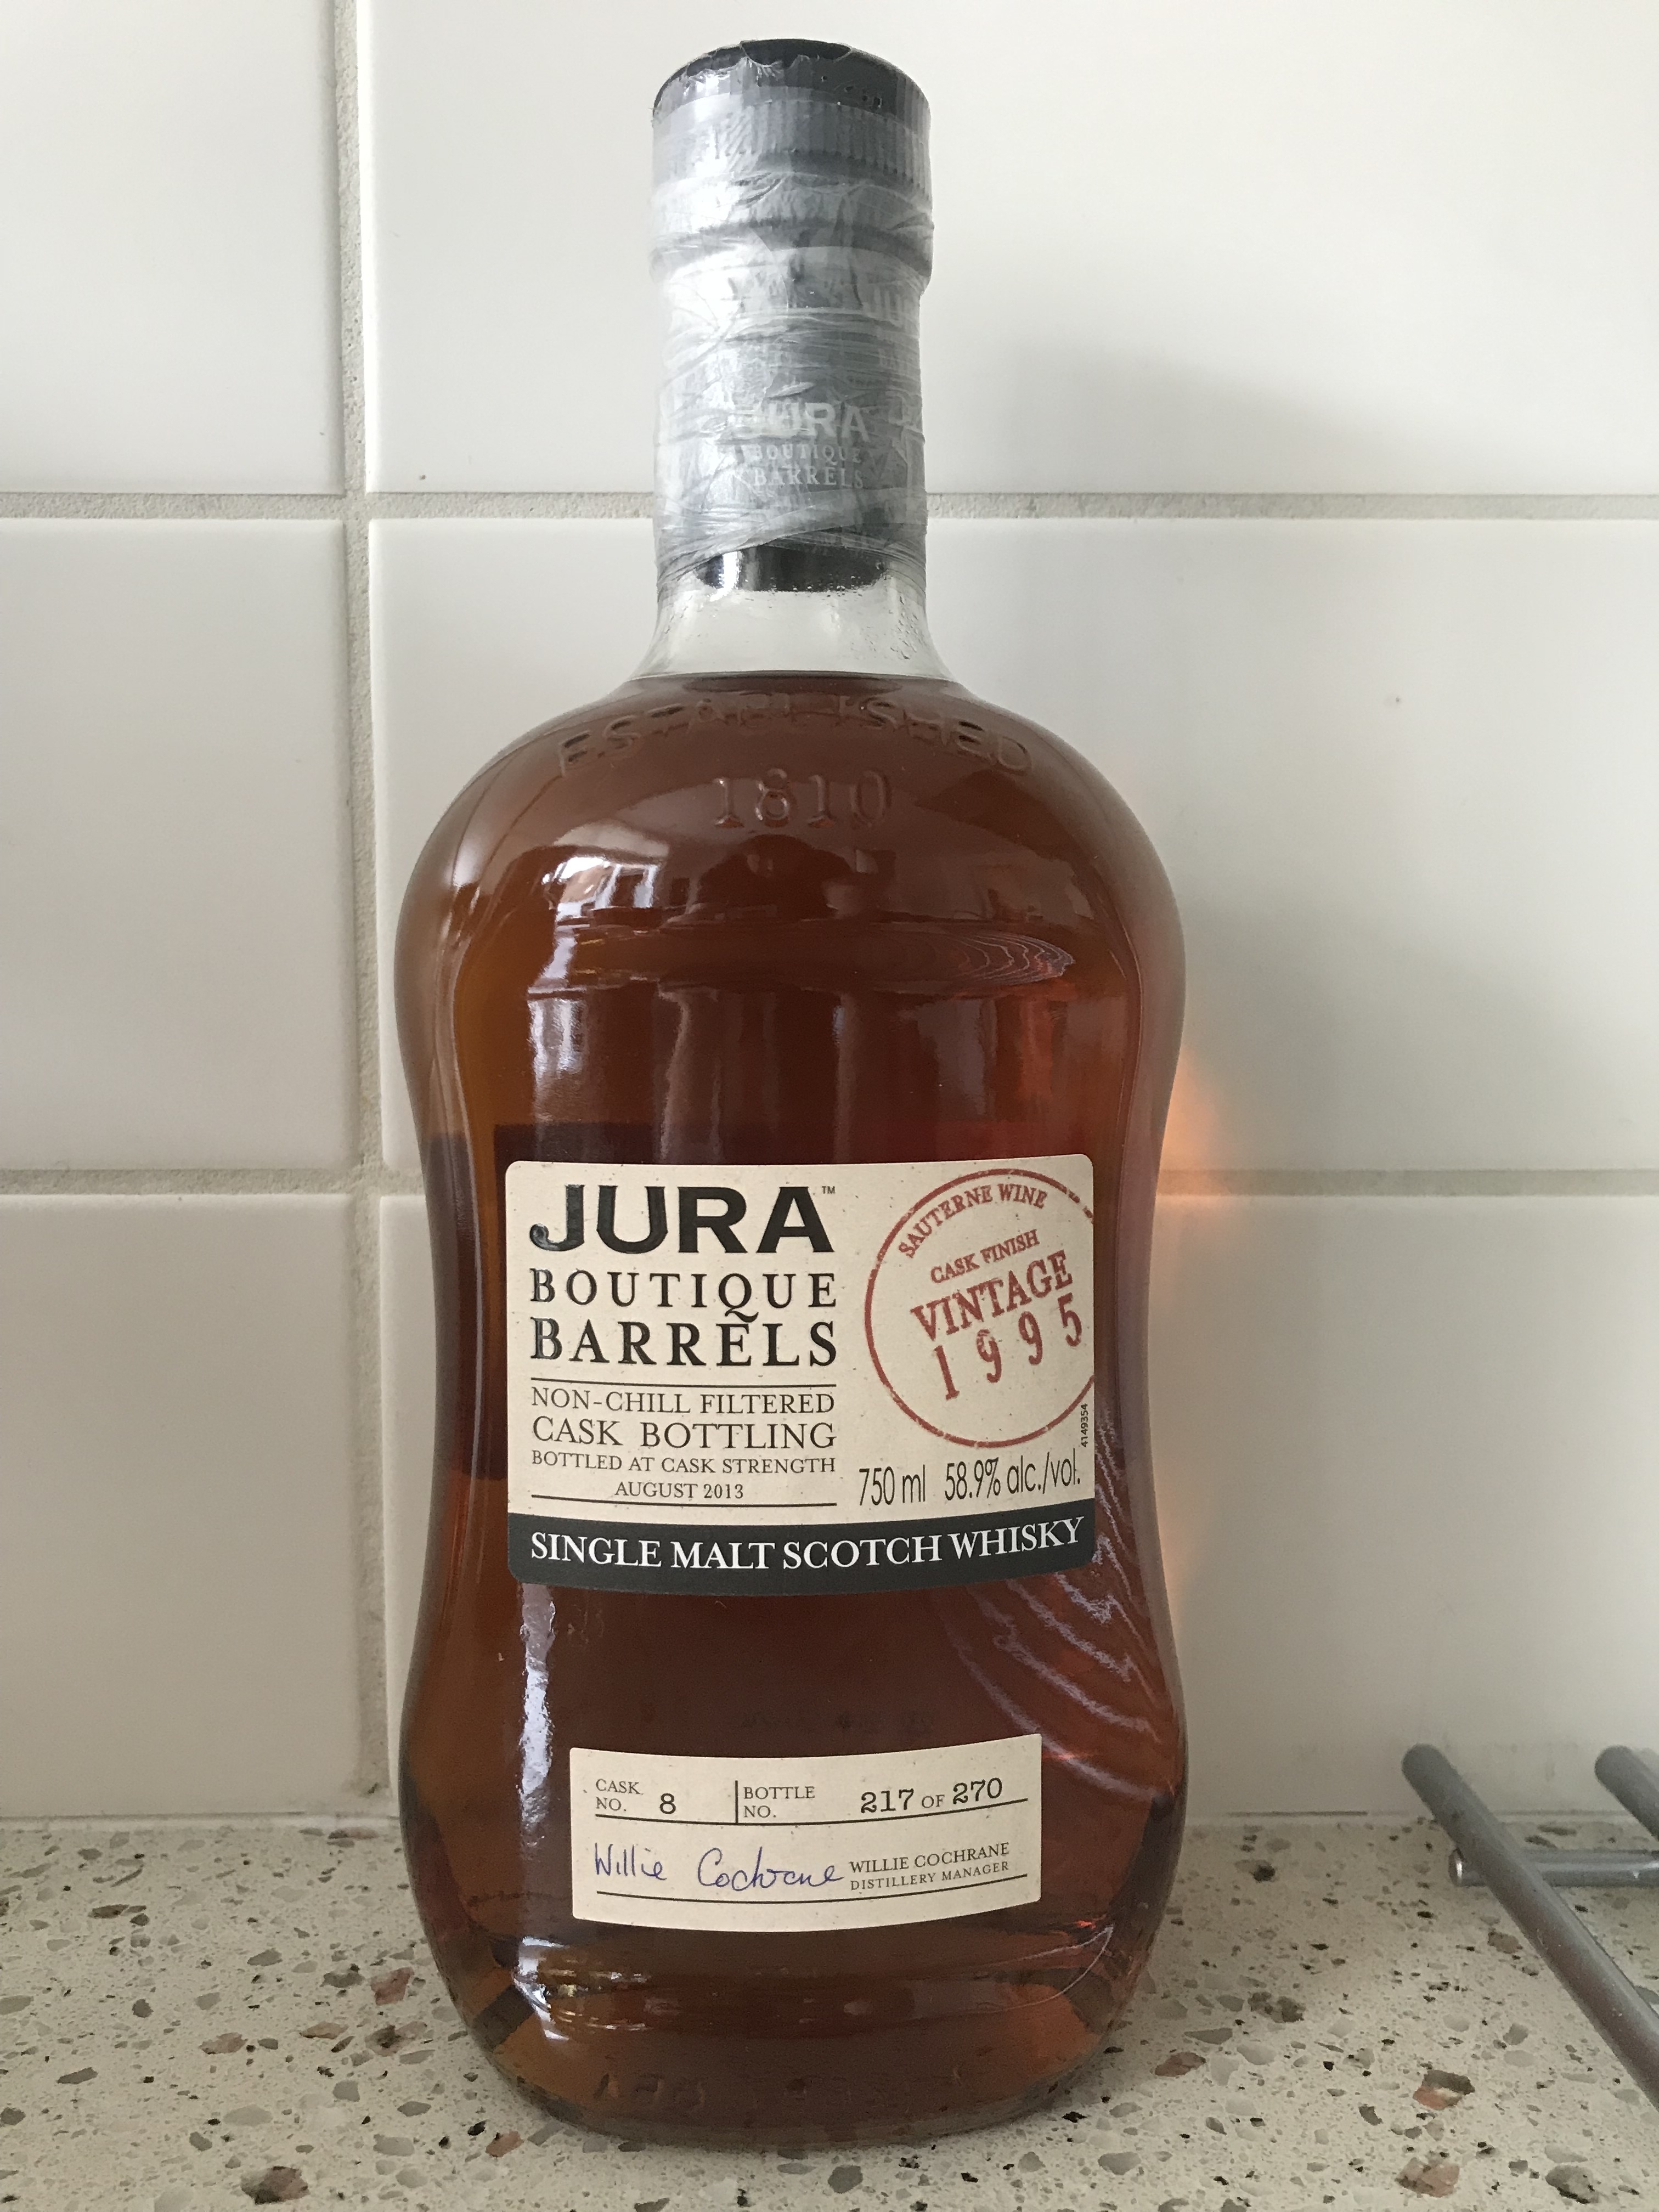 JURA
BOUTIQUE
BARRELS
ESTABLISHED
1810
JURA™
BOUTIQUE
BARRELS
NON-CHILL FILTERED
CASK BOTTLING
BOTTLED AT CASK STRENGTH
AUGUST 2013
SAUTERNE WINE
CASK FINISH
VINTAGE
1995
4149354
750 ml 58.9% alc./vol.
SINGLE MALT SCOTCH WHISKY
CASK NO. 8
BOTTLE NO. 217 OF 270
Willie Cochrane
WILLIE COCHRANE
DISTILLERY MANAGER